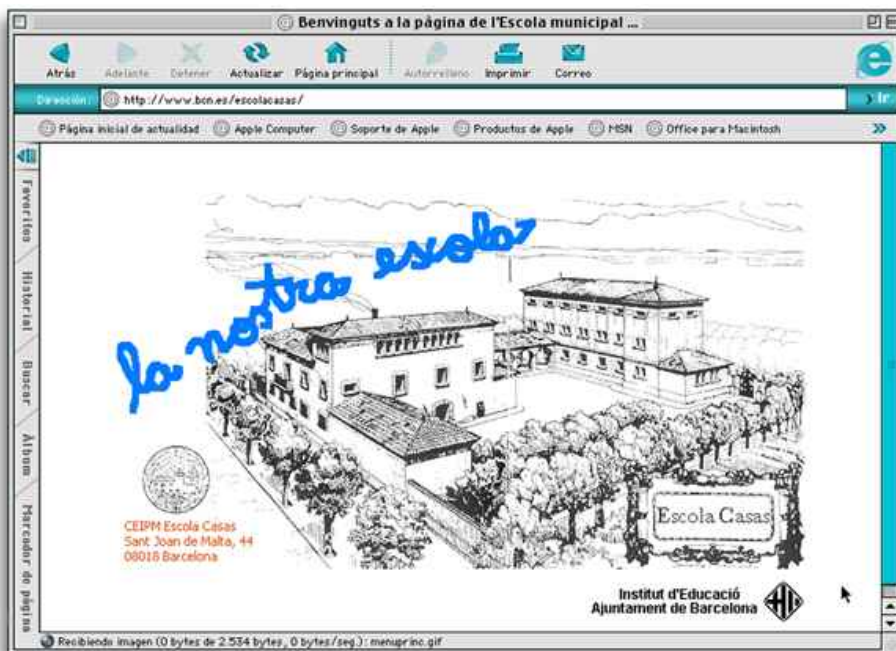 Benvinguts a la página de l'Escola municipal ...
Atrás Adelante Detener Actualizar Página principal Autorrelleno Imprimir Correo
Dirección: http://www.bcn.es/escolacasas/ Ir
Página inicial de actualidad Apple Computer Soporte de Apple Productos de Apple MSN Office para Macintosh
Favoritos
Historial
Buscar
Álbum
Marcador de página
la nostra escola
Escola Casas
CEIPM Escola Casas
Sant Joan de Malta, 44
08018 Barcelona
Institut d'Educació
Ajuntament de Barcelona
Recibiendo imagen (0 bytes de 2.534 bytes, 0 bytes/seg.): menuprinc.gif